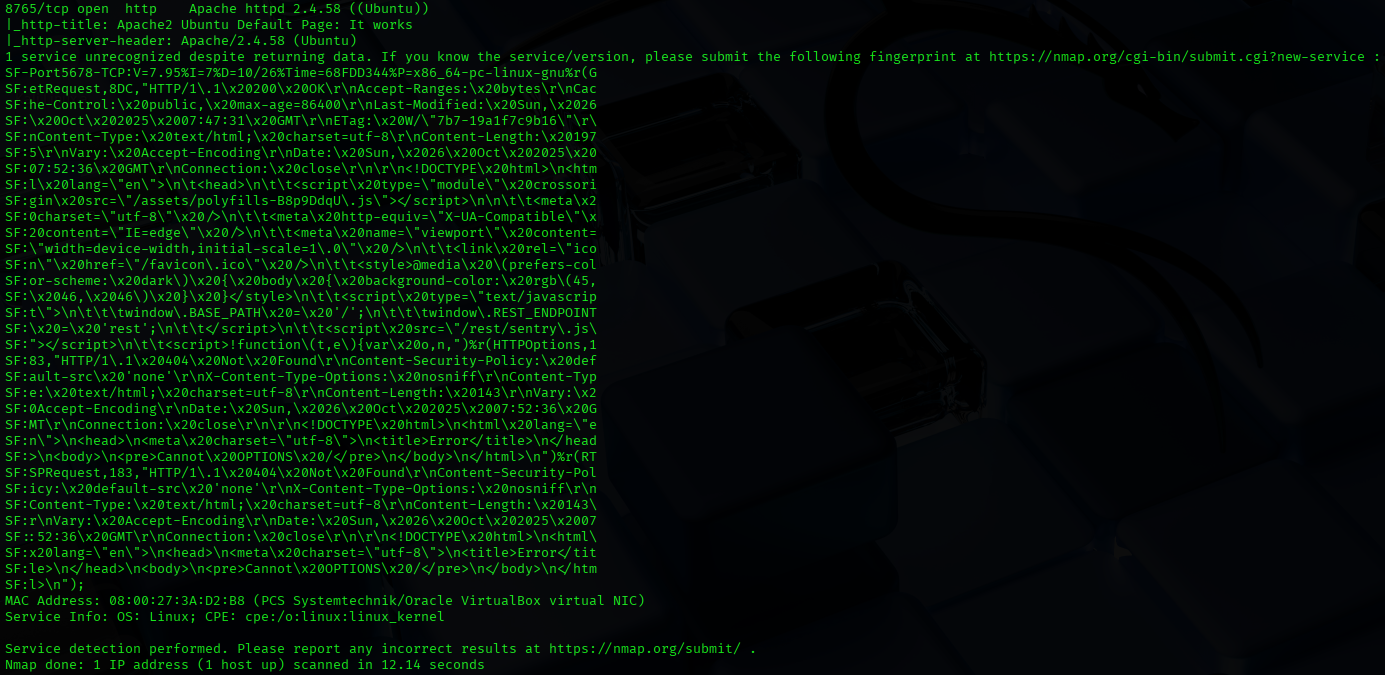 8765/tcp open  http    Apache httpd 2.4.58 ((Ubuntu))
|_http-title: Apache2 Ubuntu Default Page: It works
|_http-server-header: Apache/2.4.58 (Ubuntu)
1 service unrecognized despite returning data. If you know the service/version, please submit the following fingerprint at https://nmap.org/cgi-bin/submit.cgi?new-service :
SF-Port5678-TCP:V=7.95%I=7%D=10/26%Time=68FDD344%P=x86_64-pc-linux-gnu%r(G
SF:etRequest,8DC,"HTTP/1\.1\x20200\x20OK\r\nAccept-Ranges:\x20bytes\r\nCac
SF:he-Control:\x20public,\x20max-age=86400\r\nLast-Modified:\x20Sun,\x2026
SF:\x20Oct\x202025\x2007:47:31\x20GMT\r\nETag:\x20W/\"7b7-19a1f7c9b16\"\r\
SF:nContent-Type:\x20text/html;\x20charset=utf-8\r\nContent-Length:\x20197
SF:5\r\nVary:\x20Accept-Encoding\r\nDate:\x20Sun,\x2026\x20Oct\x202025\x20
SF:07:52:36\x20GMT\r\nConnection:\x20close\r\n\r\n<!DOCTYPE\x20html>\n<htm
SF:l\x20lang=\"en\">\n\t<head>\n\t\t<script\x20type=\"module\"\x20crossori
SF:gin\x20src=\"/assets/polyfills-B8p9DdqU\.js\"></script>\n\n\t\t<meta\x2
SF:0charset=\"utf-8\"\x20/>\n\t\t<meta\x20http-equiv=\"X-UA-Compatible\"\x
SF:20content=\"IE=edge\"\x20/>\n\t\t<meta\x20name=\"viewport\"\x20content=
SF:\"width=device-width,initial-scale=1\.0\"\x20/>\n\t\t<link\x20rel=\"ico
SF:n\"\x20href=\"/favicon\.ico\"\x20/>\n\t\t<style>@media\x20\(prefers-col
SF:or-scheme:\x20dark\)\x20{\x20body\x20{\x20background-color:\x20rgb\(45,
SF:\x2046,\x2046\)\x20}\x20}</style>\n\t\t<script\x20type=\"text/javascrip
SF:t\">\n\t\t\twindow\.BASE_PATH\x20=\x20'/';\n\t\t\twindow\.REST_ENDPOINT
SF:\x20=\x20'rest';\n\t\t</script>\n\t\t<script\x20src=\"/rest/sentry\.js\
SF:"></script>\n\t\t<script>!function\(t,e\){var\x20o,n,")%r(HTTPOptions,1
SF:83,"HTTP/1\.1\x20404\x20Not\x20Found\r\nContent-Security-Policy:\x20def
SF:ault-src\x20'none'\r\nX-Content-Type-Options:\x20nosniff\r\nContent-Typ
SF:e:\x20text/html;\x20charset=utf-8\r\nContent-Length:\x20143\r\nVary:\x2
SF:0Accept-Encoding\r\nDate:\x20Sun,\x2026\x20Oct\x202025\x2007:52:36\x20G
SF:MT\r\nConnection:\x20close\r\n\r\n<!DOCTYPE\x20html>\n<html\x20lang=\"e
SF:n\">\n<head>\n<meta\x20charset=\"utf-8\">\n<title>Error</title>\n</head
SF:>\n<body>\n<pre>Cannot\x20OPTIONS\x20/</pre>\n</body>\n</html>\n")%r(RT
SF:SPRequest,183,"HTTP/1\.1\x20404\x20Not\x20Found\r\nContent-Security-Pol
SF:icy:\x20default-src\x20'none'\r\nX-Content-Type-Options:\x20nosniff\r\n
SF:Content-Type:\x20text/html;\x20charset=utf-8\r\nContent-Length:\x20143\
SF:r\nVary:\x20Accept-Encoding\r\nDate:\x20Sun,\x2026\x20Oct\x202025\x2007
SF::52:36\x20GMT\r\nConnection:\x20close\r\n\r\n<!DOCTYPE\x20html>\n<html\
SF:x20lang=\"en\">\n<head>\n<meta\x20charset=\"utf-8\">\n<title>Error</tit
SF:le>\n</head>\n<body>\n<pre>Cannot\x20OPTIONS\x20/</pre>\n</body>\n</htm
SF:l>\n");
MAC Address: 08:00:27:3A:D2:B8 (PCS Systemtechnik/Oracle VirtualBox virtual NIC)
Service Info: OS: Linux; CPE: cpe:/o:linux:linux_kernel
Service detection performed. Please report any incorrect results at https://nmap.org/submit/ .
Nmap done: 1 IP address (1 host up) scanned in 12.14 seconds